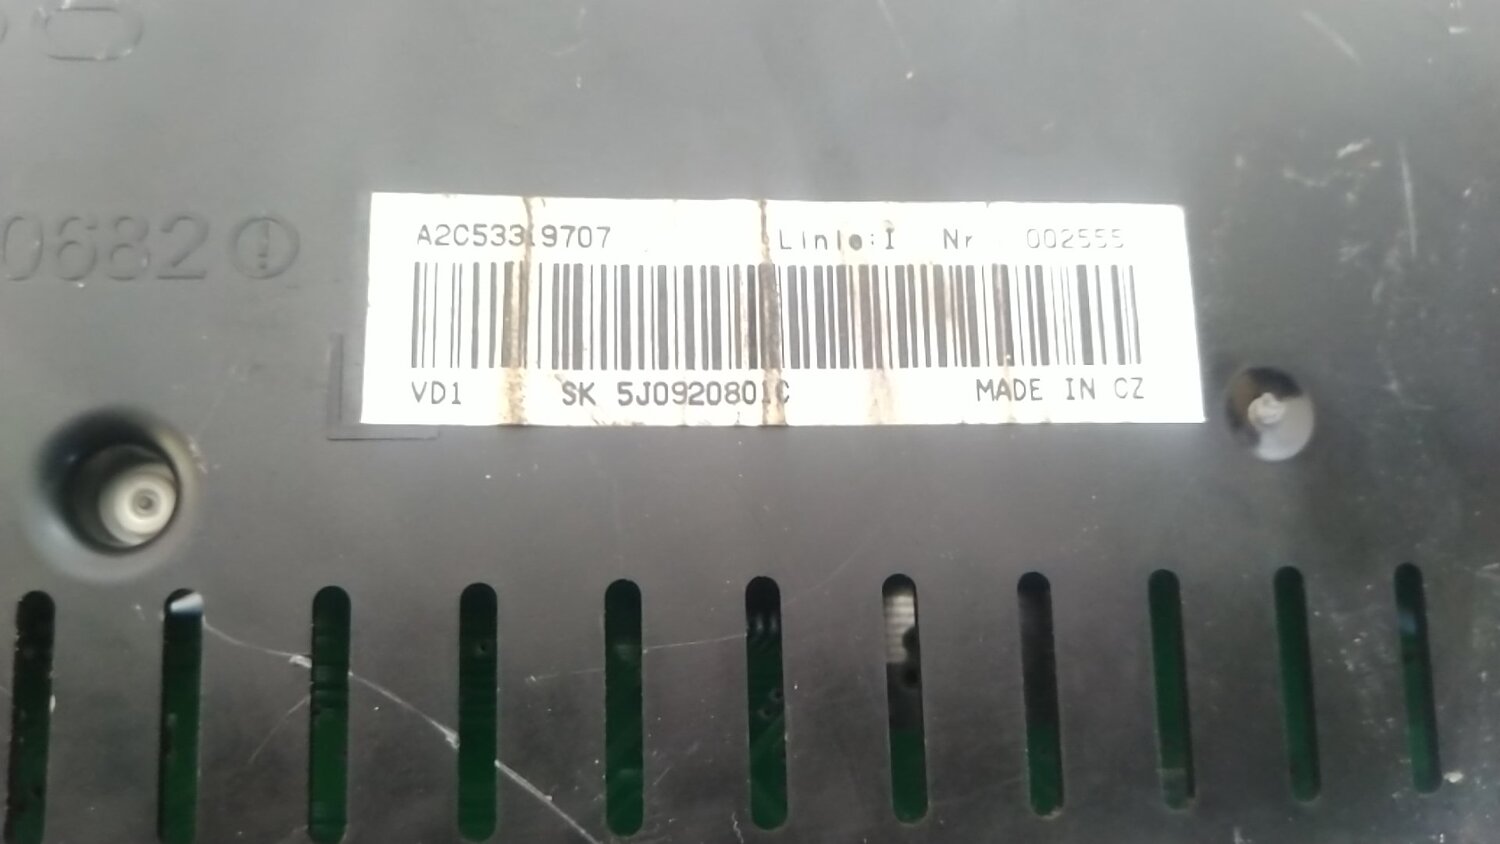 A2C53319707 Linie:I Nr 002555
0682
VD1 SK 5J0920801C MADE IN CZ